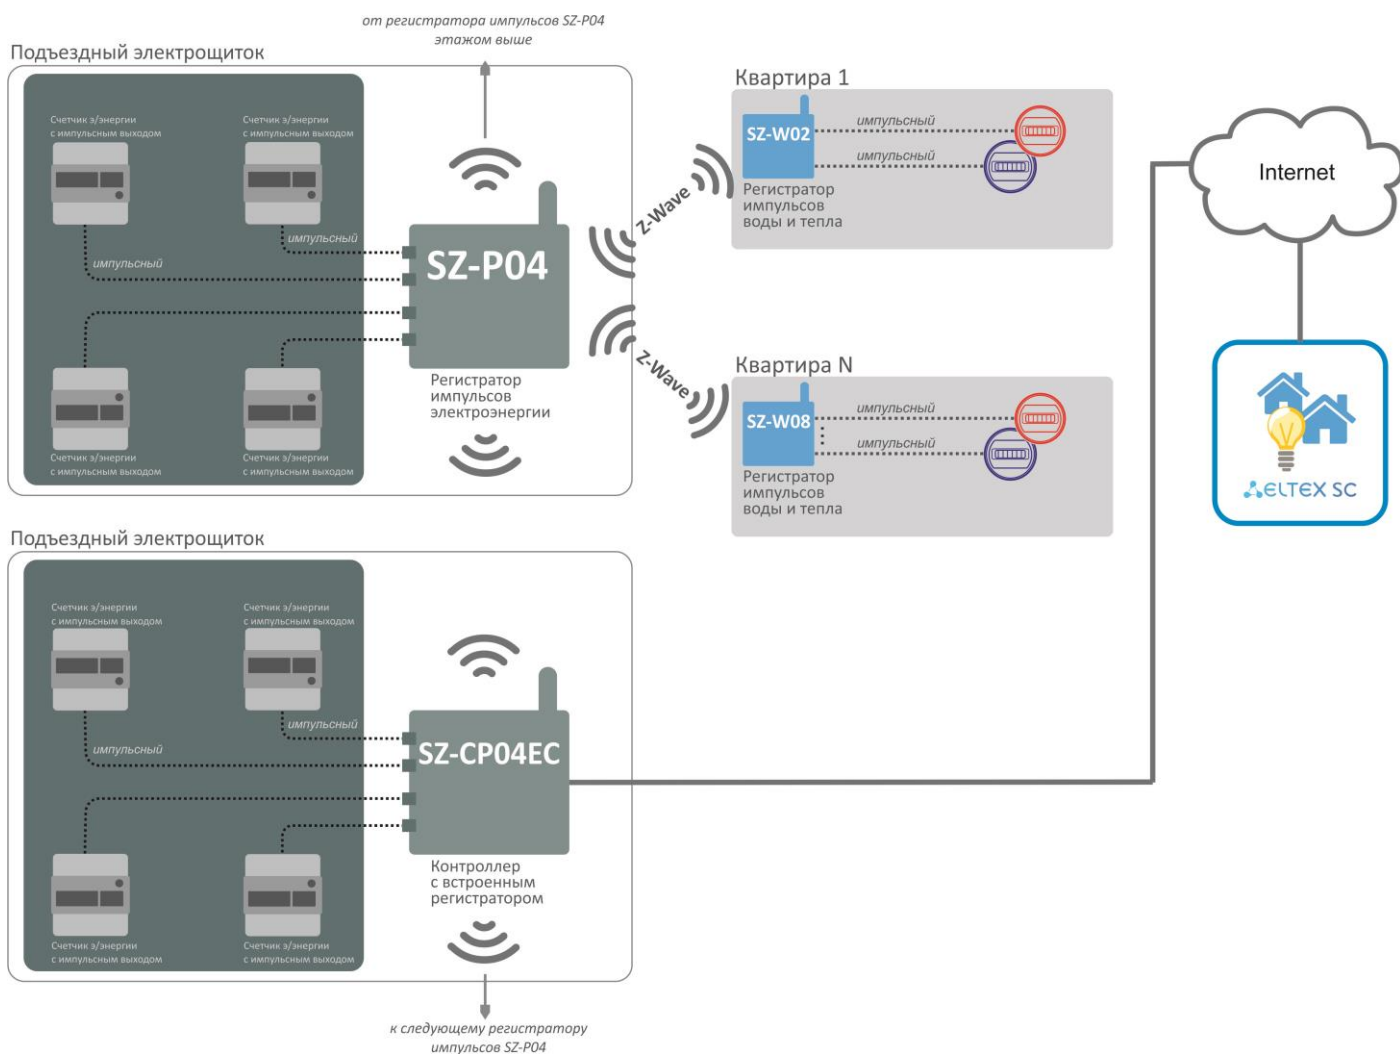 от регистратора импульсов SZ-P04
этажом выше
Подъездный электрощиток
Счетчик э/энергии
с импульсным выходом
Счетчик э/энергии
с импульсным выходом
импульсный
импульсный
SZ-P04
Регистратор
импульсов
электроэнергии
Счетчик э/энергии
с импульсным выходом
Счетчик э/энергии
с импульсным выходом
Z-Wave
Z-Wave
Квартира 1
SZ-W02
импульсный
импульсный
Регистратор
импульсов
воды и тепла
Квартира N
SZ-W08
импульсный
импульсный
Регистратор
импульсов
воды и тепла
Internet
ELTEX SC
Подъездный электрощиток
Счетчик э/энергии
с импульсным выходом
Счетчик э/энергии
с импульсным выходом
импульсный
импульсный
SZ-CP04EC
Контроллер
с встроенным
регистратором
Счетчик э/энергии
с импульсным выходом
Счетчик э/энергии
с импульсным выходом
к следующему регистратору
импульсов SZ-P04